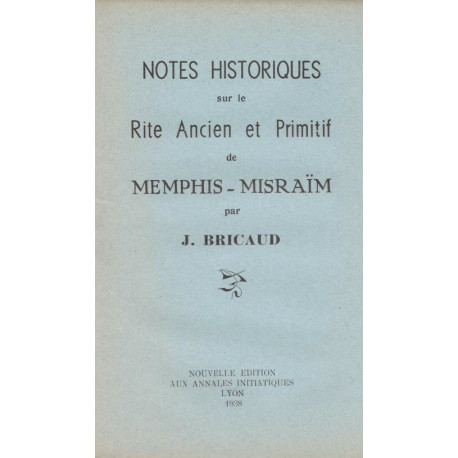 NOTES HISTORIQUES
sur le
Rite Ancien et Primitif
de
MEMPHIS - MISRAÏM
par
J. BRICAUD
NOUVELLE EDITION
AUX ANNALES INITIATIQUES
LYON
1938